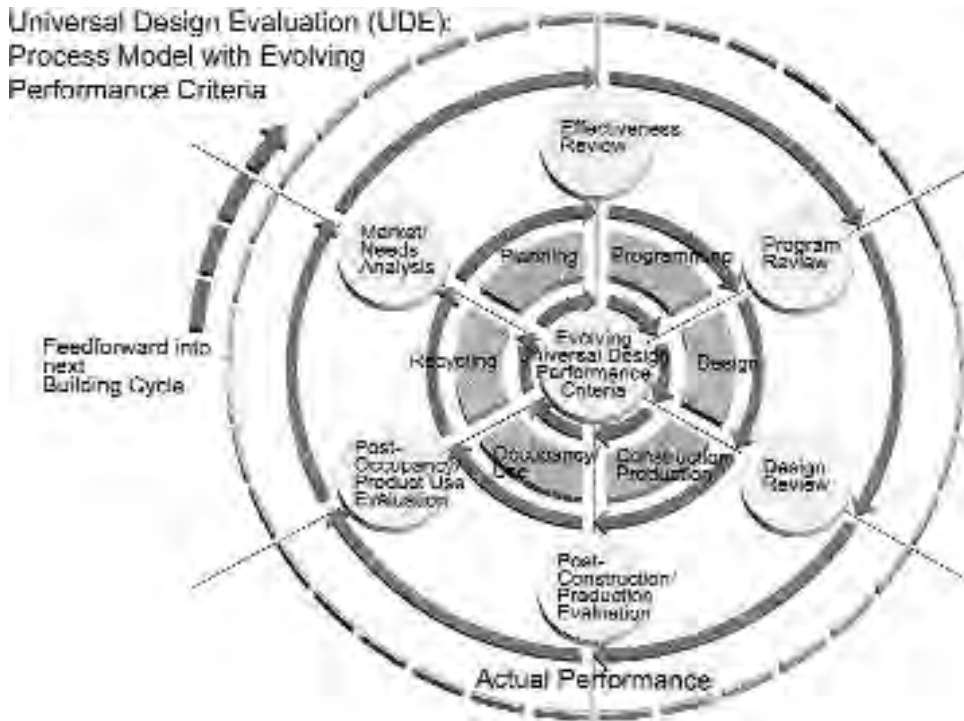 Universal Design Evaluation (UDE):
Process Model with Evolving
Performance Criteria
Effectiveness
Review
Market/
Needs
Analysis
Planning
Programming
Program
Review
Evolving
Universal Design
Performance
Criteria
Recycling
Design
Feedforward into
next
Building Cycle
Post-
Occupancy/
Product Use
Evaluation
Occupancy/
Use
Construction/
Production
Design
Review
Post-
Construction/
Production
Evaluation
Actual Performance